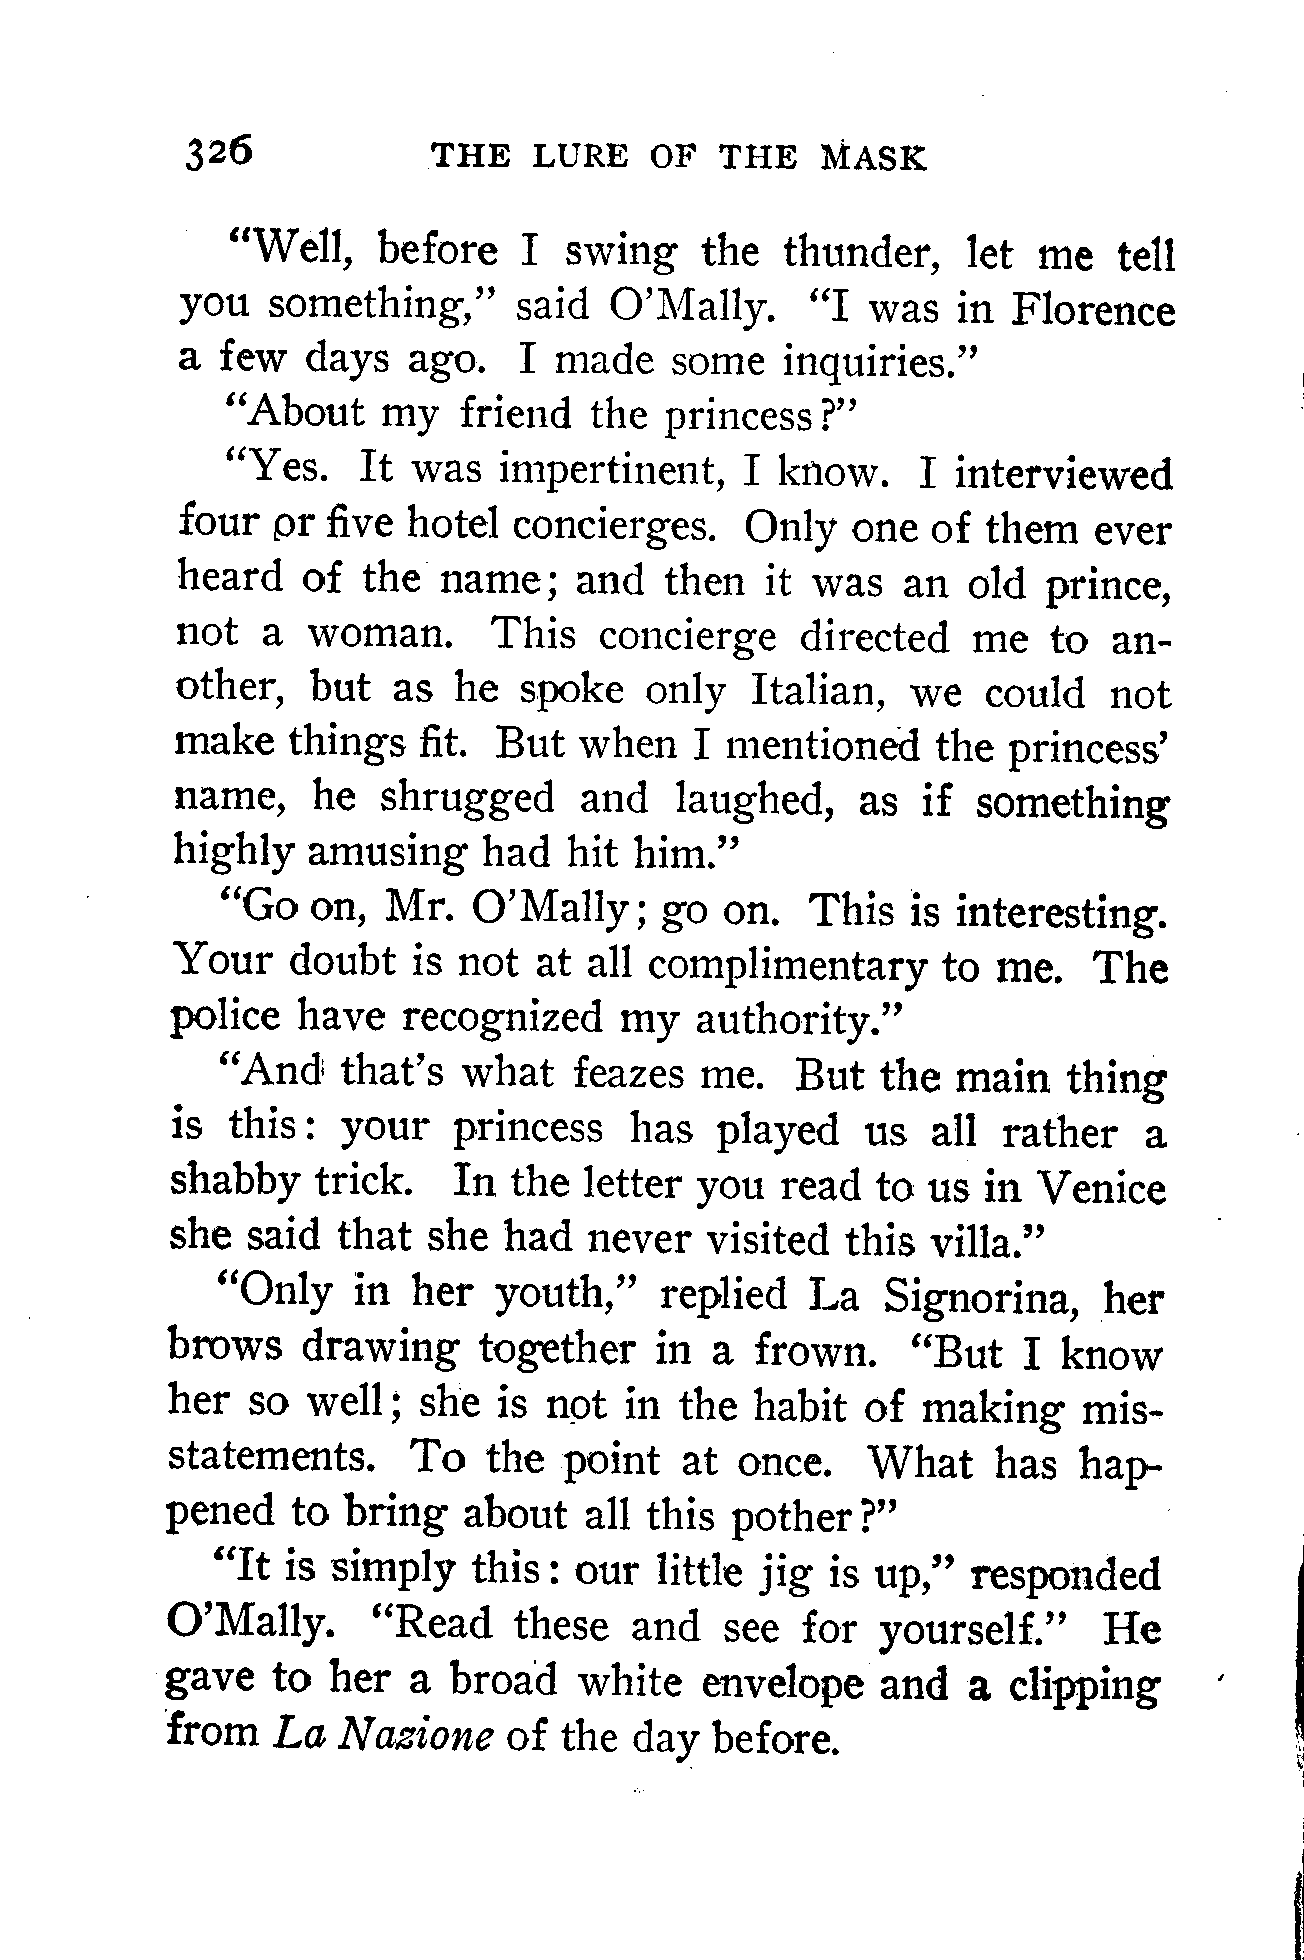 326 THE LURE OF THE MASK
“Well, before I swing the thunder, let me tell
you something,” said O’Mally. “I was in Florence
a few days ago. I made some inquiries.”
“About my friend the princess?”
“Yes. It was impertinent, I know. I interviewed
four or five hotel concierges. Only one of them ever
heard of the name; and then it was an old prince,
not a woman. This concierge directed me to an-
other, but as he spoke only Italian, we could not
make things fit. But when I mentioned the princess’
name, he shrugged and laughed, as if something
highly amusing had hit him.”
“Go on, Mr. O’Mally; go on. This is interesting.
Your doubt is not at all complimentary to me. The
police have recognized my authority.”
“And that’s what feazes me. But the main thing
is this: your princess has played us all rather a
shabby trick. In the letter you read to us in Venice
she said that she had never visited this villa.”
“Only in her youth,” replied La Signorina, her
brows drawing together in a frown. “But I know
her so well; she is not in the habit of making mis-
statements. To the point at once. What has hap-
pened to bring about all this pother?”
“It is simply this: our little jig is up,” responded
O’Mally. “Read these and see for yourself.” He
gave to her a broad white envelope and a clipping
from La Nazione of the day before.